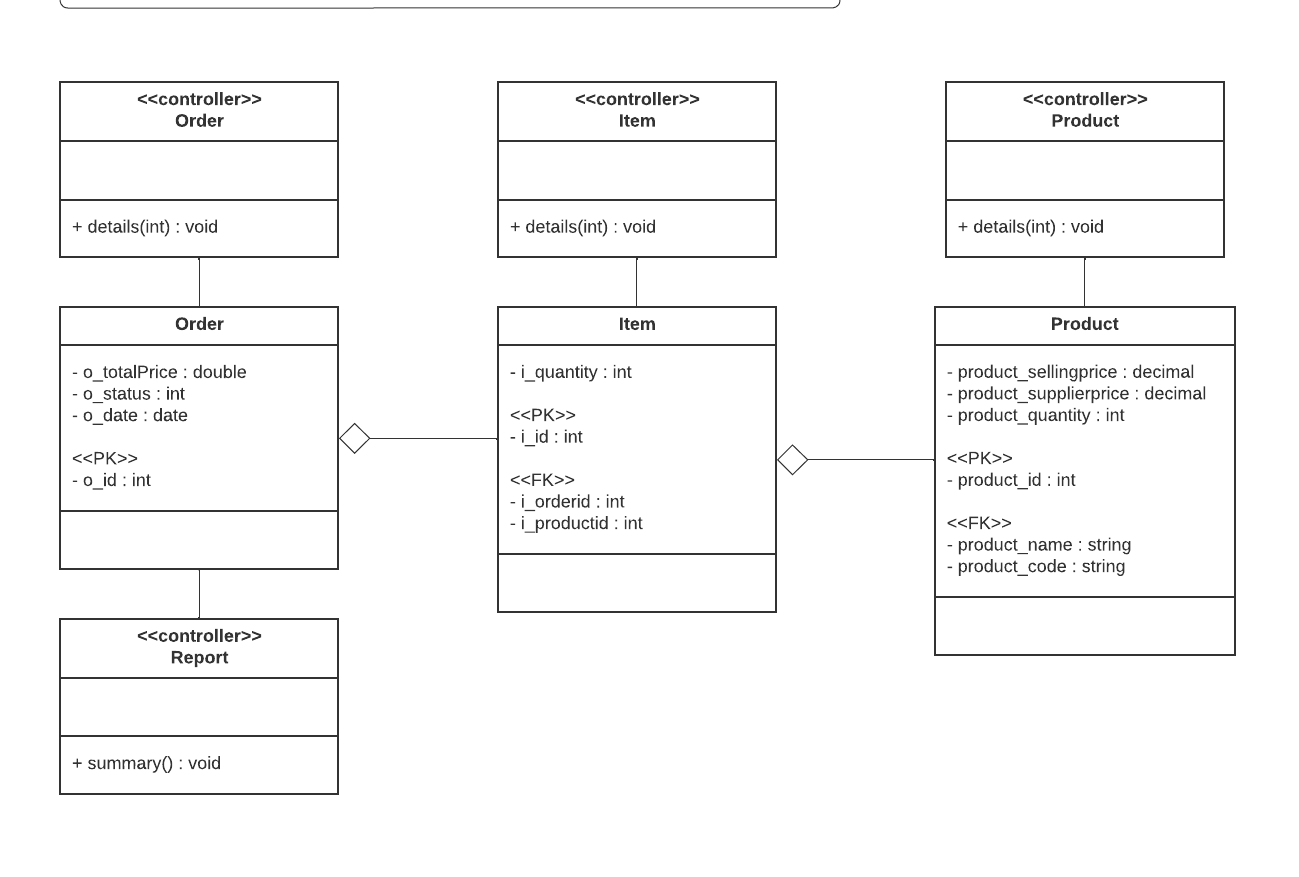 <<controller>>
Order
+ details(int) : void
<<controller>>
Item
+ details(int) : void
<<controller>>
Product
+ details(int) : void
Order
- o_totalPrice : double
- o_status : int
- o_date : date
<<PK>>
- o_id : int
Item
- i_quantity : int
<<PK>>
- i_id : int
<<FK>>
- i_orderid : int
- i_productid : int
Product
- product_sellingprice : decimal
- product_supplierprice : decimal
- product_quantity : int
<<PK>>
- product_id : int
<<FK>>
- product_name : string
- product_code : string
<<controller>>
Report
+ summary() : void